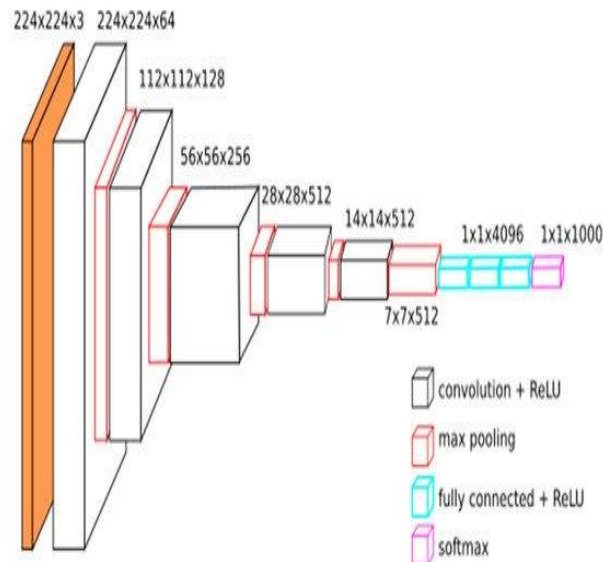 224x224x3
224x224x64
112x112x128
56x56x256
28x28x512
14x14x512
1x1x4096
1x1x1000
7x7x512
convolution + ReLU
max pooling
fully connected + ReLU
softmax